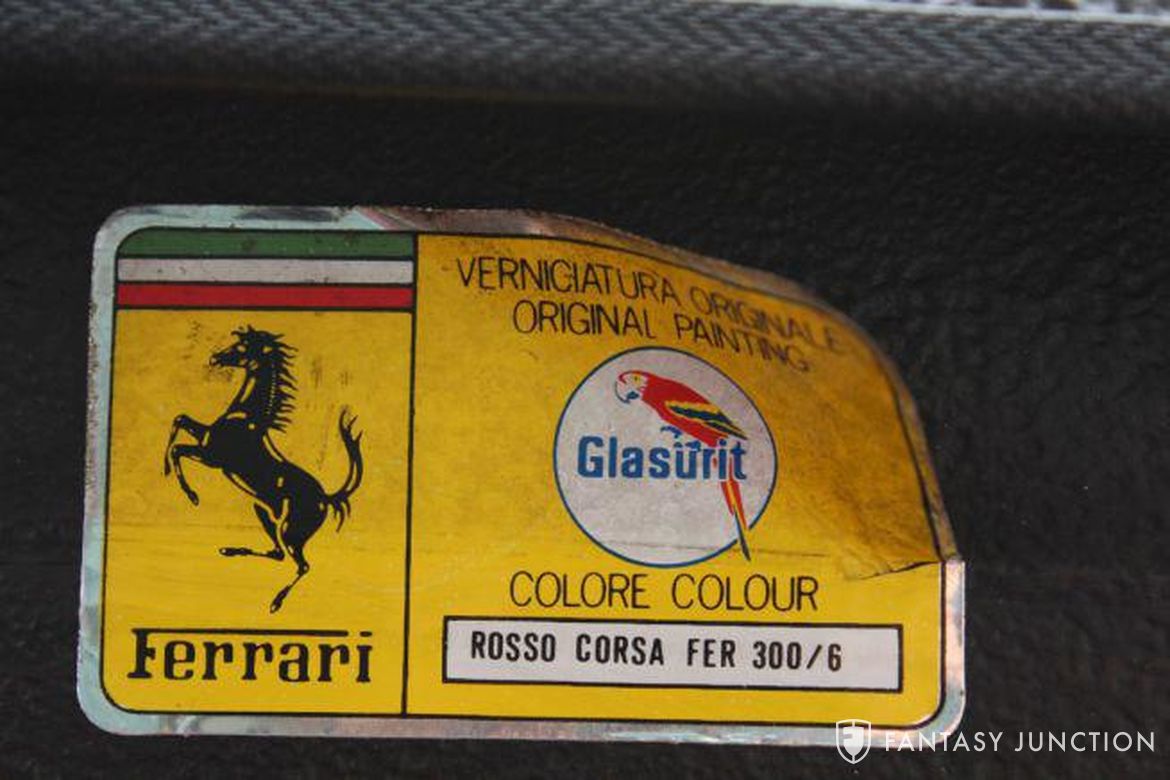 VERNICIATURA ORIGINALE
ORIGINAL PAINTING
Glasurit
COLORE COLOUR
ROSSO CORSA FER 300/6
Ferrari
FANTASY JUNCTION